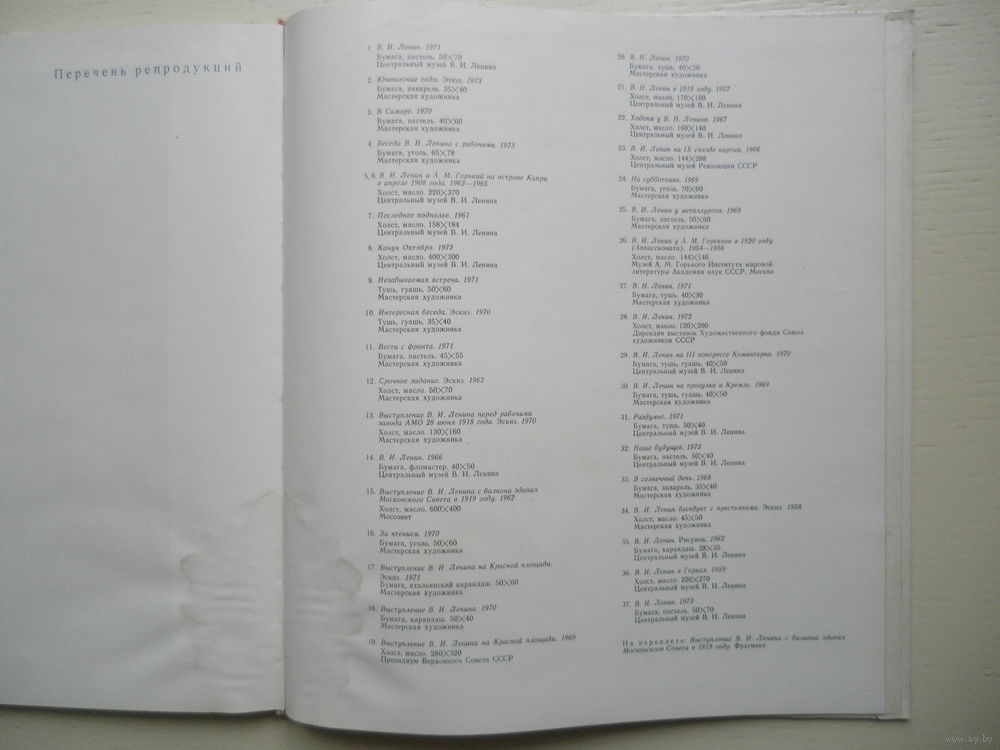 Перечень репродукций
1 В. И. Ленин. 1971
Бумага, пастель. 50×70
Центральный музей В. И. Ленина
2. Юношеские годы. Этюд. 1973
Бумага, акварель. 35×40
Мастерская художника
3. В Самаре. 1970
Бумага, пастель. 40×60
Мастерская художника
4. Беседа В. И. Ленина с рабочими. 1973
Бумага, уголь. 65×78
Мастерская художника
5, 6. В. И. Ленин и А. М. Горький на острове Капри
в апреле 1908 года. 1962—1963
Холст, масло. 220×370
Центральный музей В. И. Ленина
7. Последнее подполье. 1961
Холст, масло. 158×184
Центральный музей В. И. Ленина
8. Канун Октября. 1973
Холст, масло. 400×300
Центральный музей В. И. Ленина
9. Незабываемая встреча. 1971
Тушь, гуашь. 50×60
Мастерская художника
10. Интересная беседа. Эскиз. 1970
Тушь, гуашь. 35×40
Мастерская художника
11. Вести с фронта. 1971
Бумага, пастель. 45×55
Мастерская художника
12. Срочное задание. Эскиз. 1962
Холст, масло. 50×70
Мастерская художника
13. Выступление В. И. Ленина перед рабочими
завода АМО 28 июня 1918 года. Эскиз. 1970
Холст, масло. 130×160
Мастерская художника
14. В. И. Ленин. 1966
Бумага, фломастер. 40×50
Центральный музей В. И. Ленина
15. Выступление В. И. Ленина с балкона здания
Московского Совета в 1919 году. 1962
Холст, масло. 600×400
Моссовет
16. За чтением. 1970
Бумага, уголь. 50×60
Мастерская художника
17. Выступление В. И. Ленина на Красной площади.
Эскиз. 1971
Бумага, итальянский карандаш. 50×60
Мастерская художника
18. Выступление В. И. Ленина. 1970
Бумага, карандаш. 50×40
Мастерская художника
19. Выступление В. И. Ленина на Красной площади. 1969
Холст, масло. 280×320
Президиум Верховного Совета СССР
20. В. И. Ленин. 1970
Бумага, тушь. 40×50
Мастерская художника
21. В. И. Ленин в 1919 году. 1957
Холст, масло. 170×160
Центральный музей В. И. Ленина
22. Ходоки у В. И. Ленина. 1967
Холст, масло. 160×140
Центральный музей В. И. Ленина
23. В. И. Ленин на IX съезде партии. 1966
Холст, масло. 144×288
Центральный музей Революции СССР
24. На субботнике. 1969
Бумага, уголь. 70×60
Мастерская художника
25. В. И. Ленин у металлургов. 1969
Бумага, пастель. 50×60
Мастерская художника
26. В. И. Ленин у А. М. Горького в 1920 году
(Аппассионата). 1954—1956
Холст, масло. 144×140
Музей А. М. Горького Института мировой
литературы Академии наук СССР. Москва
27. В. И. Ленин. 1971
Бумага, тушь. 40×30
Мастерская художника
28. В. И. Ленин. 1972
Холст, масло. 120×200
Дирекция выставок Художественного фонда Союза
художников СССР
29. В. И. Ленин на III конгрессе Коминтерна. 1970
Бумага, тушь, гуашь. 40×50
Центральный музей В. И. Ленина
30. В. И. Ленин на прогулке в Кремле. 1969
Бумага, тушь, гуашь. 40×50
Мастерская художника
31. Раздумье. 1971
Бумага, тушь. 50×40
Центральный музей В. И. Ленина
32. Наше будущее. 1973
Бумага, пастель. 50×40
Центральный музей В. И. Ленина
33. В солнечный день. 1968
Бумага, акварель. 35×40
Мастерская художника
34. В. И. Ленин беседует с крестьянами. Эскиз. 1958
Холст, масло. 45×50
Мастерская художника
35. В. И. Ленин. Рисунок. 1962
Бумага, карандаш. 28×35
Центральный музей В. И. Ленина
36. В. И. Ленин в Горках. 1959
Холст, масло. 220×270
Центральный музей В. И. Ленина
37. В. И. Ленин. 1973
Бумага, пастель. 50×70
Центральный музей В. И. Ленина
На переплете: Выступление В. И. Ленина с балкона здания
Московского Совета в 1919 году. Фрагмент
www.ay.by